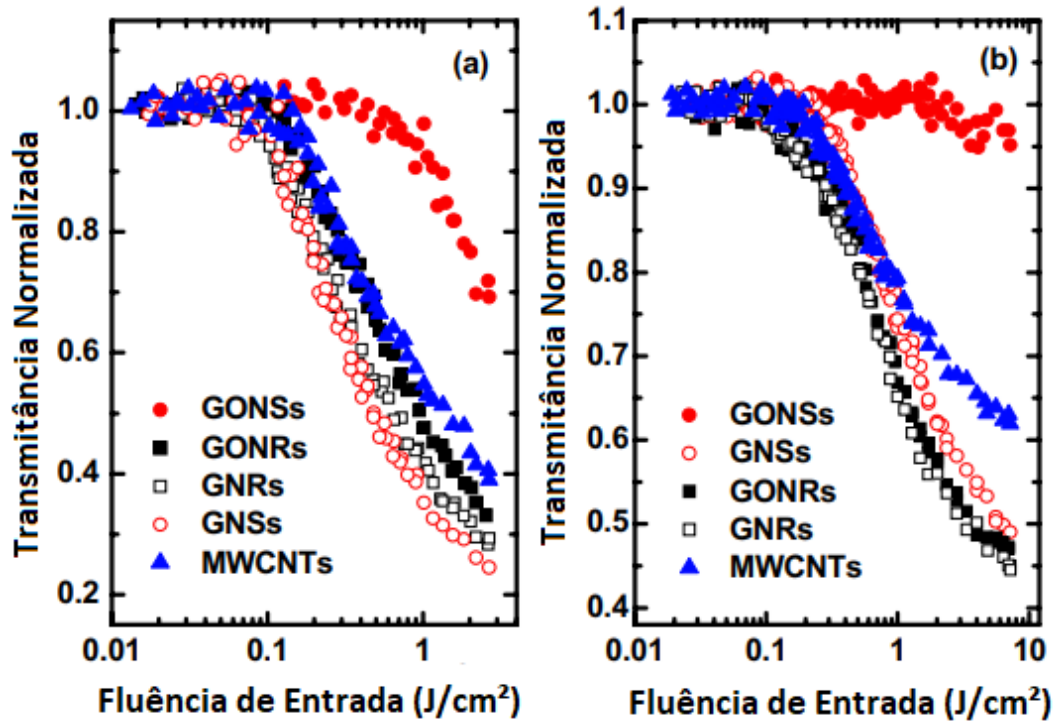 (a)
Transmitância Normalizada
1.0
0.8
0.6
0.4
0.2
GONSs
GONRs
GNRs
GNSs
MWCNTs
0.01
0.1
1
Fluência de Entrada (J/cm²)
(b)
Transmitância Normalizada
1.1
1.0
0.9
0.8
0.7
0.6
0.5
0.4
GONSs
GNSs
GONRs
GNRs
MWCNTs
0.01
0.1
1
10
Fluência de Entrada (J/cm²)